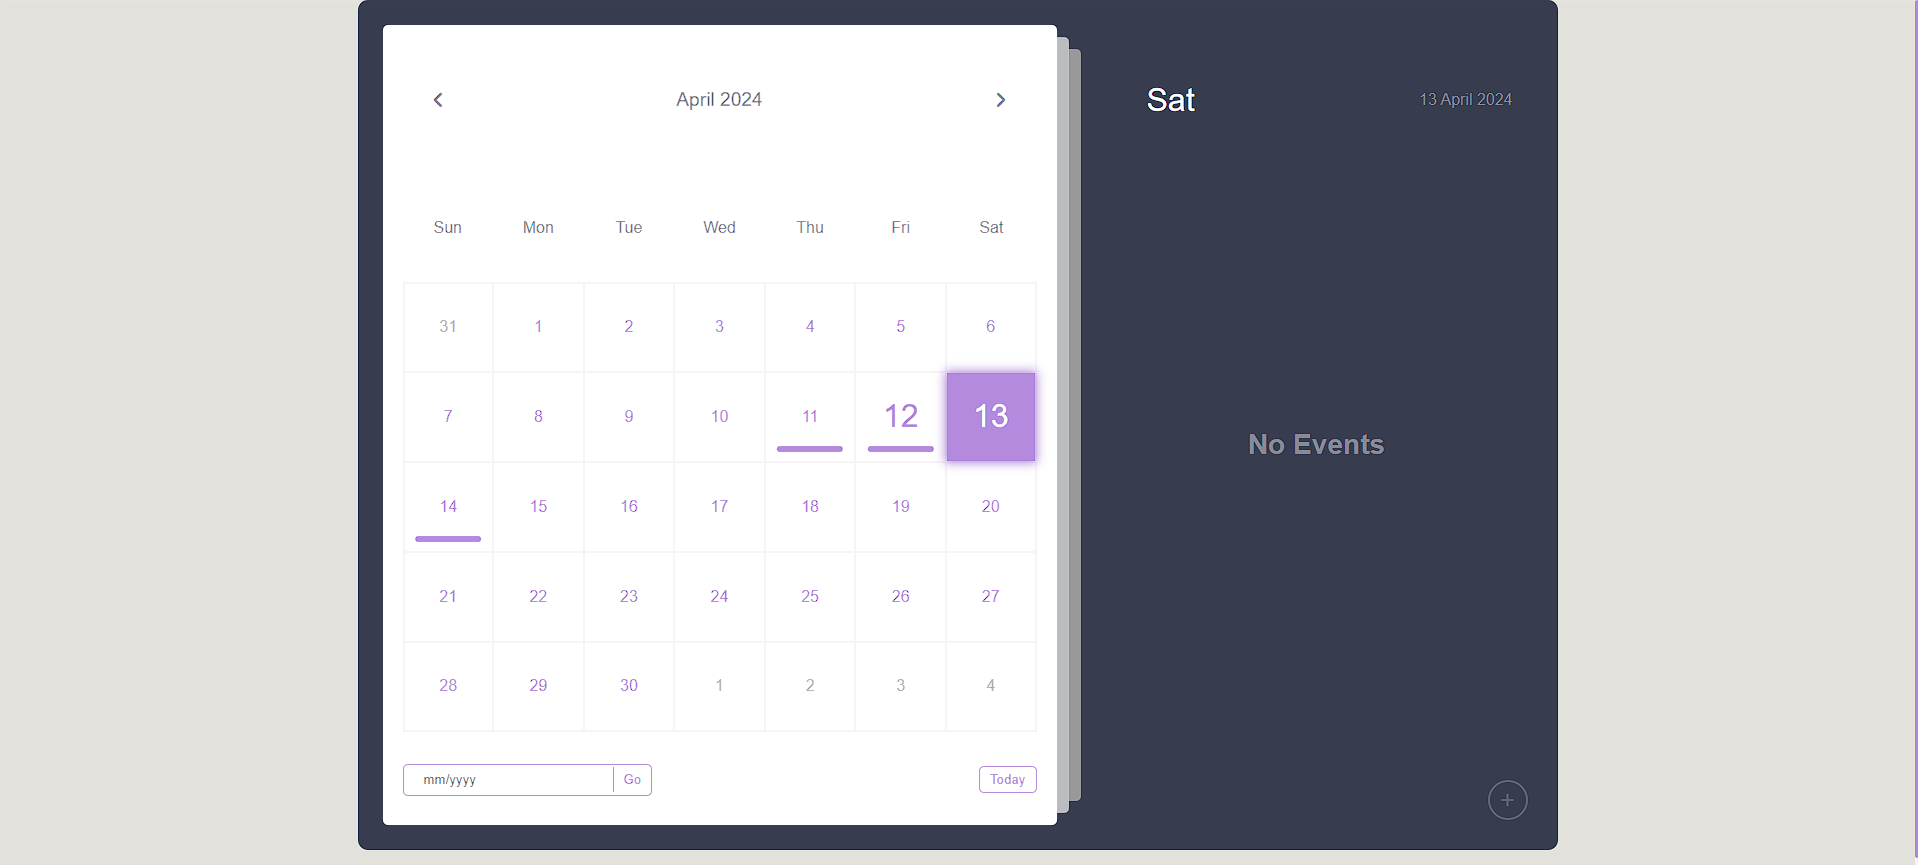 April 2024
Sun Mon Tue Wed Thu Fri Sat
31 1 2 3 4 5 6
7 8 9 10 11 12 13
14 15 16 17 18 19 20
21 22 23 24 25 26 27
28 29 30 1 2 3 4
mm/yyyy Go Today
Sat 13 April 2024
No Events